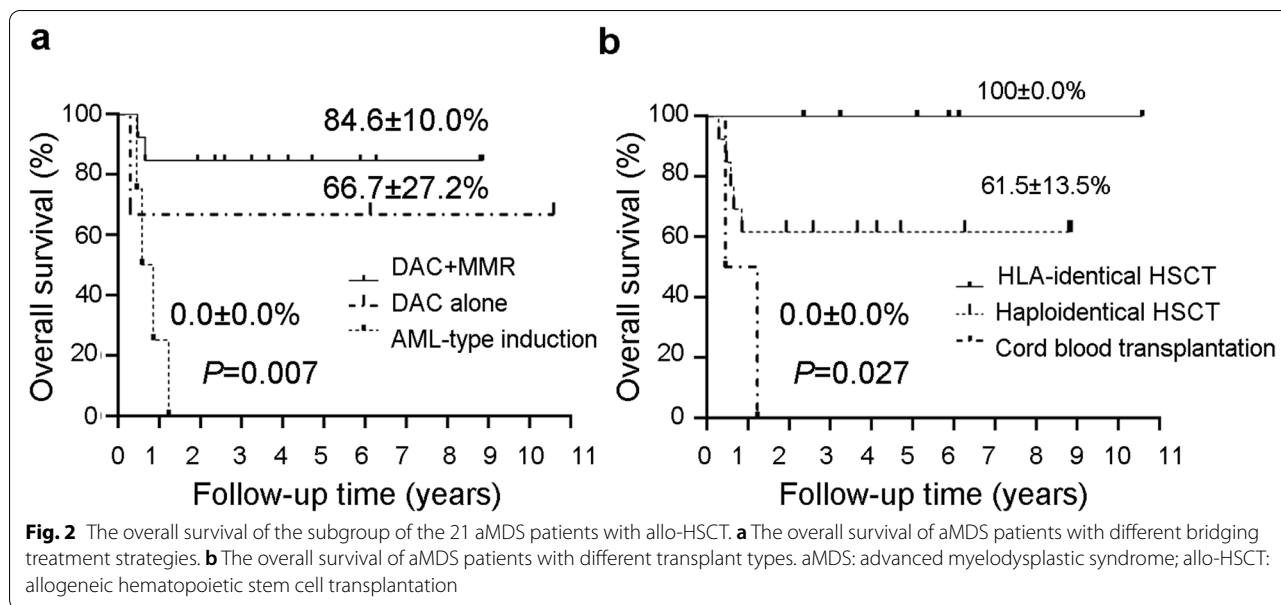 a
Overall survival (%)
100
80
60
40
20
0
84.6±10.0%
66.7±27.2%
DAC+MMR
DAC alone
AML-type induction
0.0±0.0%
P=0.007
0 1 2 3 4 5 6 7 8 9 10 11
Follow-up time (years)
b
Overall survival (%)
100
80
60
40
20
0
100±0.0%
61.5±13.5%
HLA-identical HSCT
Haploidentical HSCT
Cord blood transplantation
0.0±0.0%
P=0.027
0 1 2 3 4 5 6 7 8 9 10 11
Follow-up time (years)
Fig. 2 The overall survival of the subgroup of the 21 aMDS patients with allo-HSCT. a The overall survival of aMDS patients with different bridging
treatment strategies. b The overall survival of aMDS patients with different transplant types. aMDS: advanced myelodysplastic syndrome; allo-HSCT:
allogeneic hematopoietic stem cell transplantation